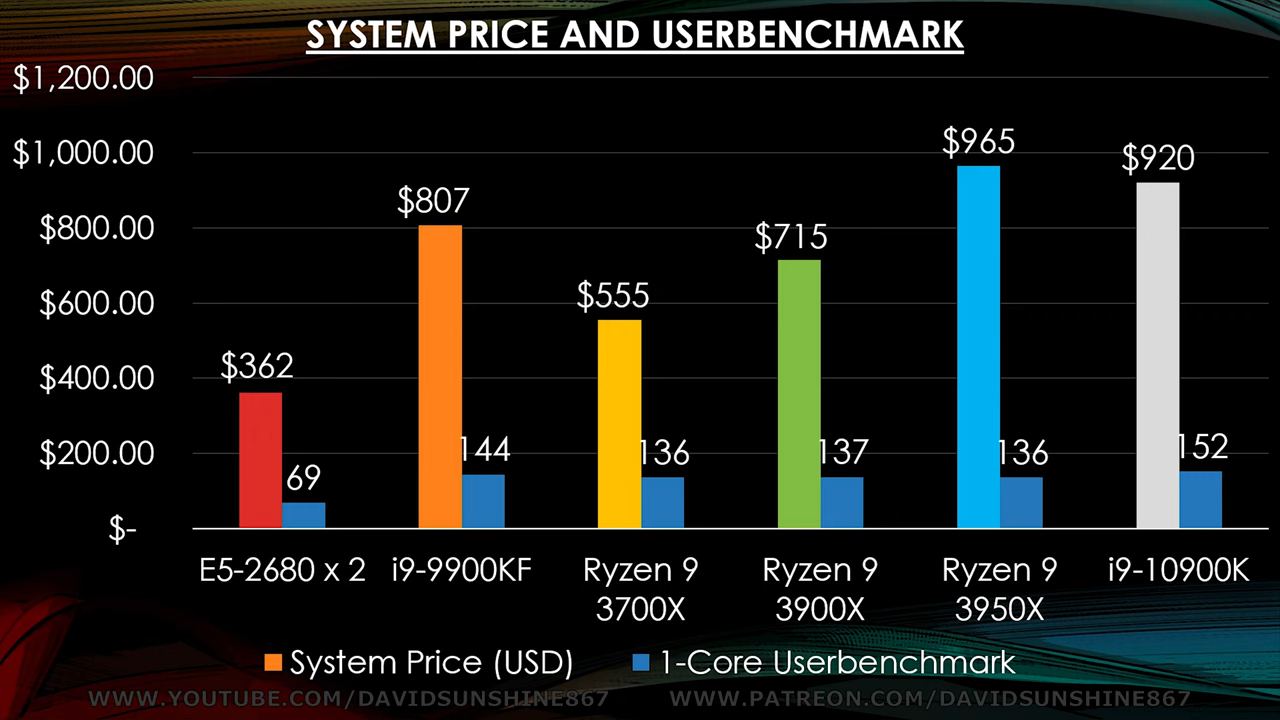 SYSTEM PRICE AND USERBENCHMARK
$1,200.00
$1,000.00
$800.00
$600.00
$400.00
$200.00
$-
$362
69
$807
144
$555
136
$715
137
$965
136
$920
152
E5-2680 x 2
i9-9900KF
Ryzen 9
3700X
Ryzen 9
3900X
Ryzen 9
3950X
i9-10900K
System Price (USD)
1-Core Userbenchmark
WWW.YOUTUBE.COM/DAVIDSUNSHINE867
WWW.PATREON.COM/DAVIDSUNSHINE867